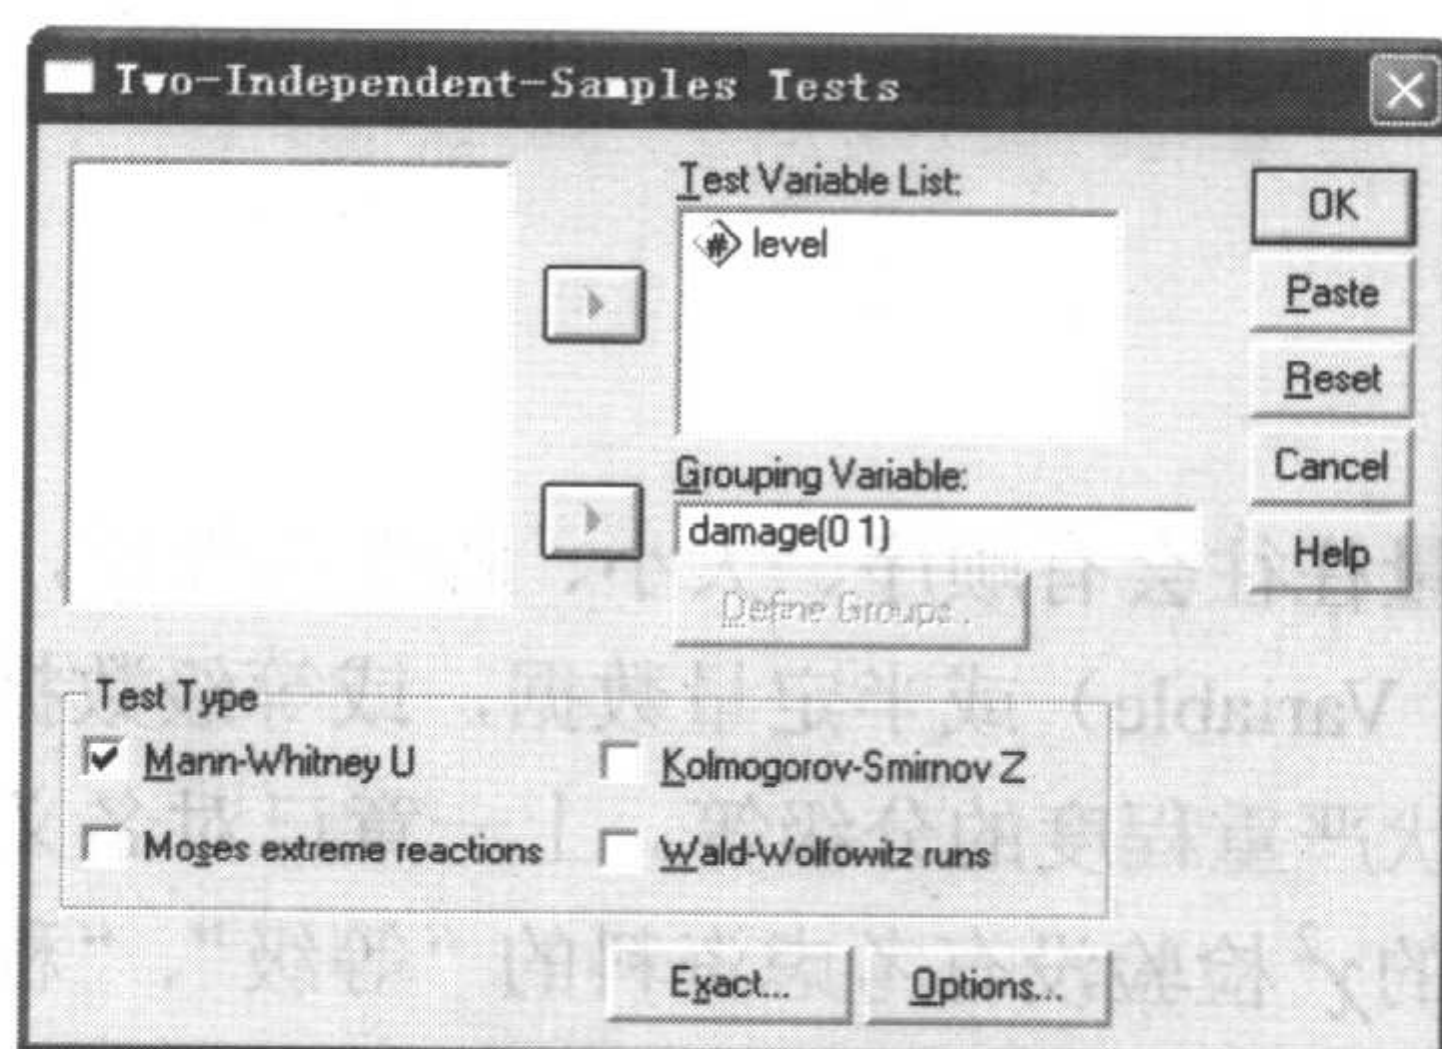 Two-Independent-Samples Tests
Test Variable List:
level
OK
Paste
Reset
Cancel
Help
Grouping Variable:
damage(0 1)
Define Groups...
Test Type
Mann-Whitney U
Kolmogorov-Smirnov Z
Moses extreme reactions
Wald-Wolfowitz runs
Exact...
Options...